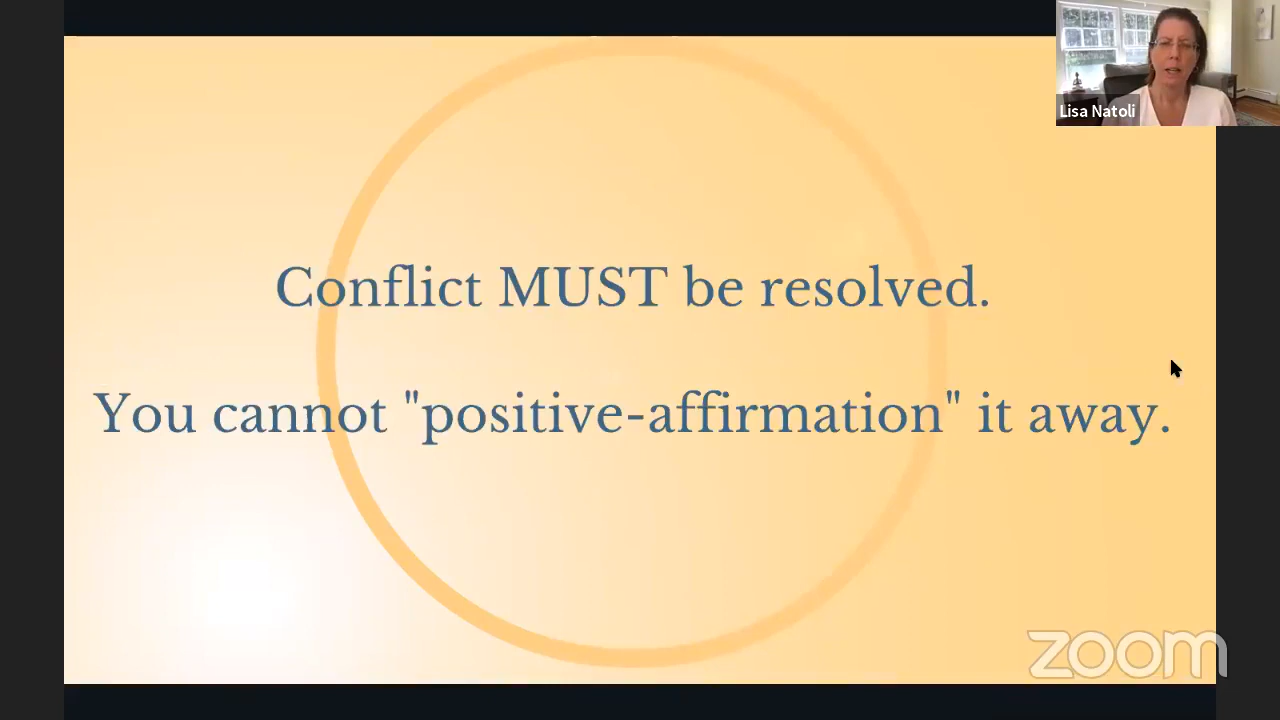 Lisa Natoli
Conflict MUST be resolved.
You cannot "positive-affirmation" it away.
zoom